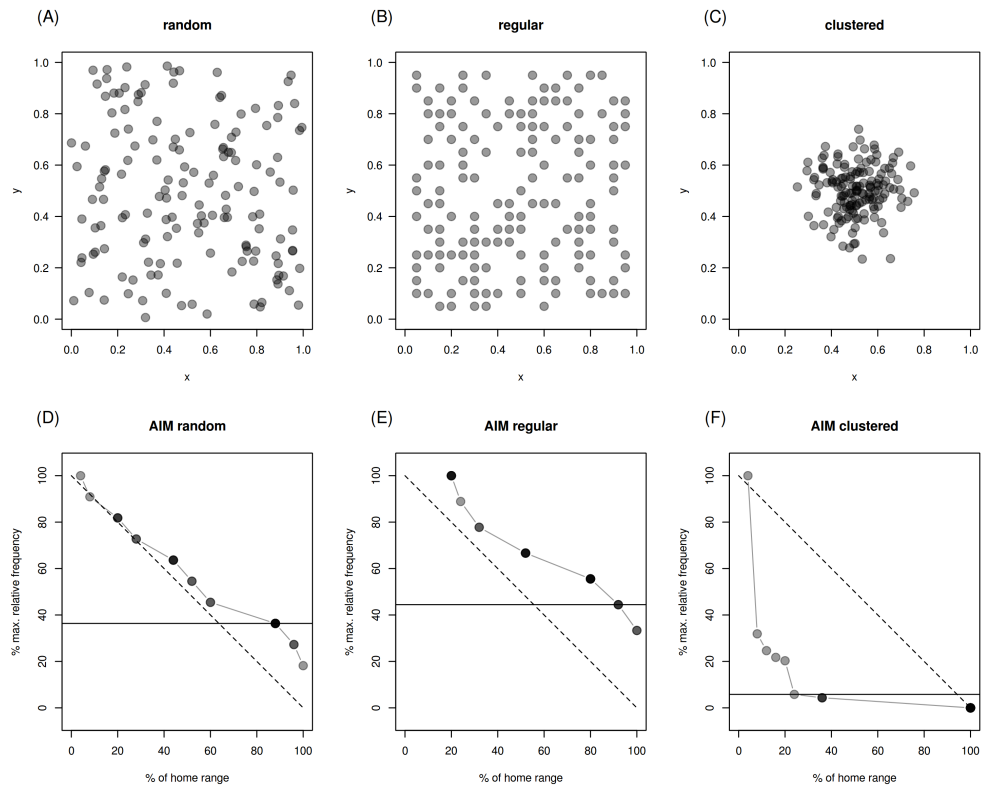 (A)
random
(B)
regular
(C)
clustered
1.0
0.8
0.6
0.4
0.2
0.0
y
0.0 0.2 0.4 0.6 0.8 1.0
x
1.0
0.8
0.6
0.4
0.2
0.0
y
0.0 0.2 0.4 0.6 0.8 1.0
x
1.0
0.8
0.6
0.4
0.2
0.0
y
0.0 0.2 0.4 0.6 0.8 1.0
x
(D)
AIM random
(E)
AIM regular
(F)
AIM clustered
100
80
60
40
20
0
% max. relative frequency
0 20 40 60 80 100
% of home range
100
80
60
40
20
0
% max. relative frequency
0 20 40 60 80 100
% of home range
100
80
60
40
20
0
% max. relative frequency
0 20 40 60 80 100
% of home range